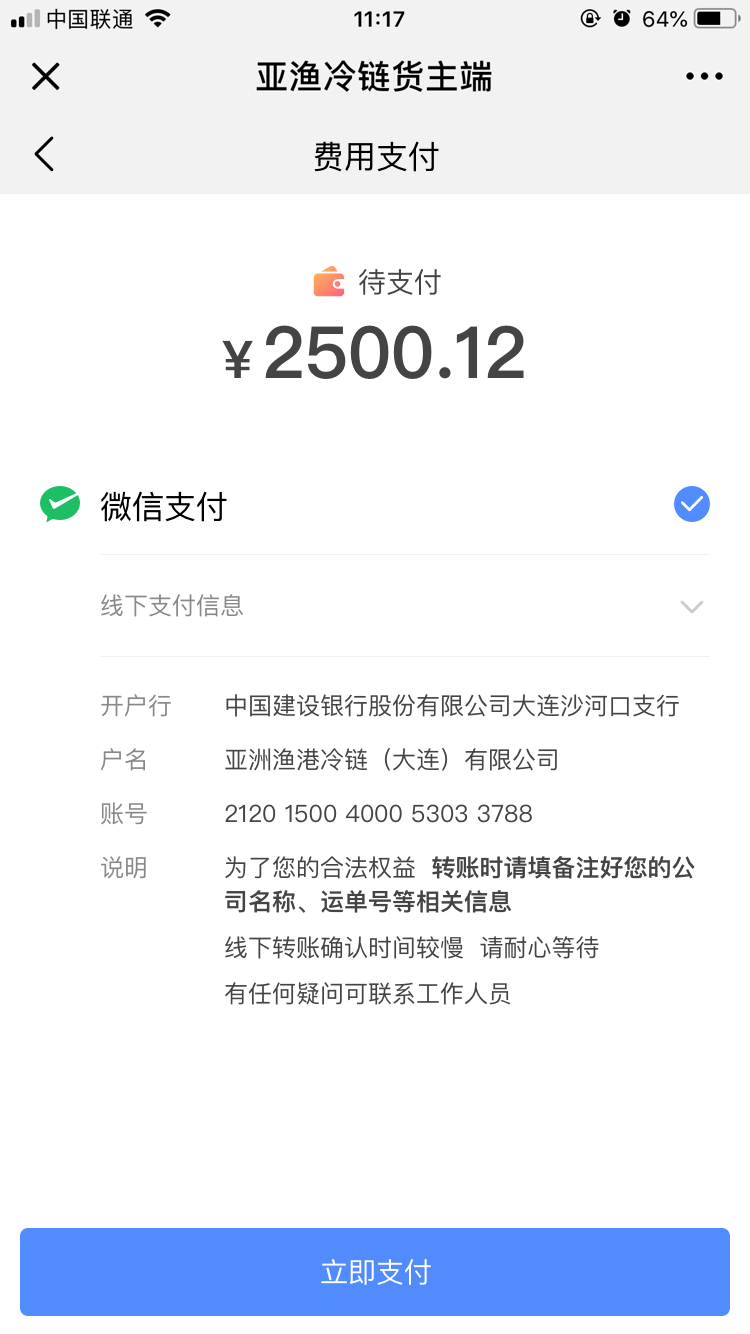 中国联通
11:17
64%
亚渔冷链货主端
费用支付
待支付
¥2500.12
微信支付
线下支付信息
开户行 中国建设银行股份有限公司大连沙河口支行
户名 亚洲渔港冷链（大连）有限公司
账号 2120 1500 4000 5303 3788
说明 为了您的合法权益 转账时请填备注好您的公
司名称、运单号等相关信息
线下转账确认时间较慢 请耐心等待
有任何疑问可联系工作人员
立即支付